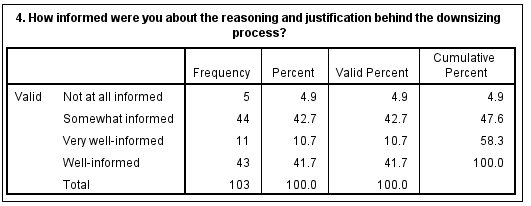 4. How informed were you about the reasoning and justification behind the downsizing
process?
Frequency Percent Valid Percent Cumulative Percent
Valid Not at all informed 5 4.9 4.9 4.9
Somewhat informed 44 42.7 42.7 47.6
Very well-informed 11 10.7 10.7 58.3
Well-informed 43 41.7 41.7 100.0
Total 103 100.0 100.0